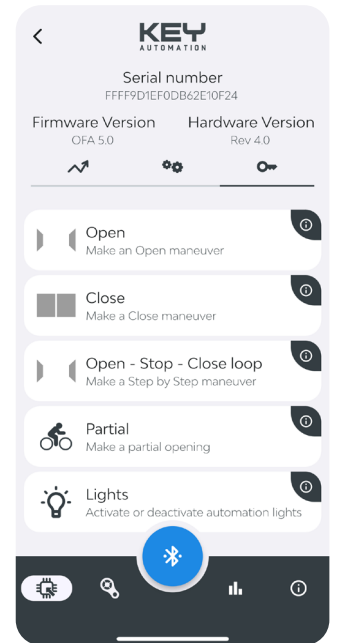 KEY
AUTOMATION
Serial number
FFFF9D1EF0DB62E10F24
Firmware Version Hardware Version
OFA 5.0 Rev 4.0
Open
Make an Open maneuver
Close
Make a Close maneuver
Open - Stop - Close loop
Make a Step by Step maneuver
Partial
Make a partial opening
Lights
Activate or deactivate automation lights